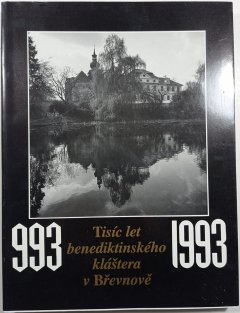 993
Tisíc let
benediktinského
kláštera
v Břevnově
1993